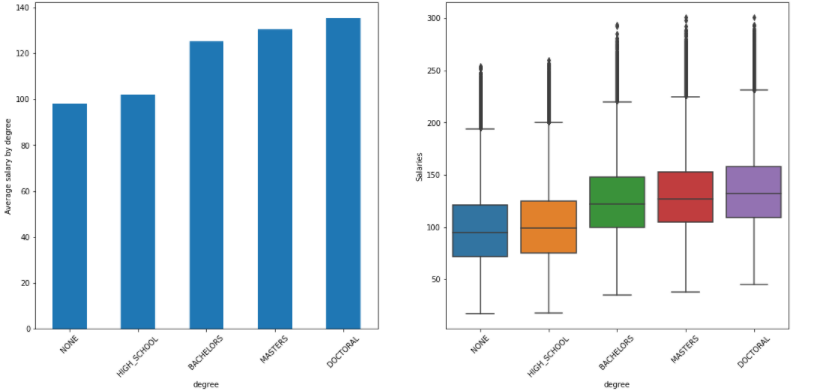 Average salary by degree
140
120
100
80
60
40
20
0
NONE
HIGH_SCHOOL
BACHELORS
MASTERS
DOCTORAL
degree
Salaries
300
250
200
150
100
50
NONE
HIGH_SCHOOL
BACHELORS
MASTERS
DOCTORAL
degree